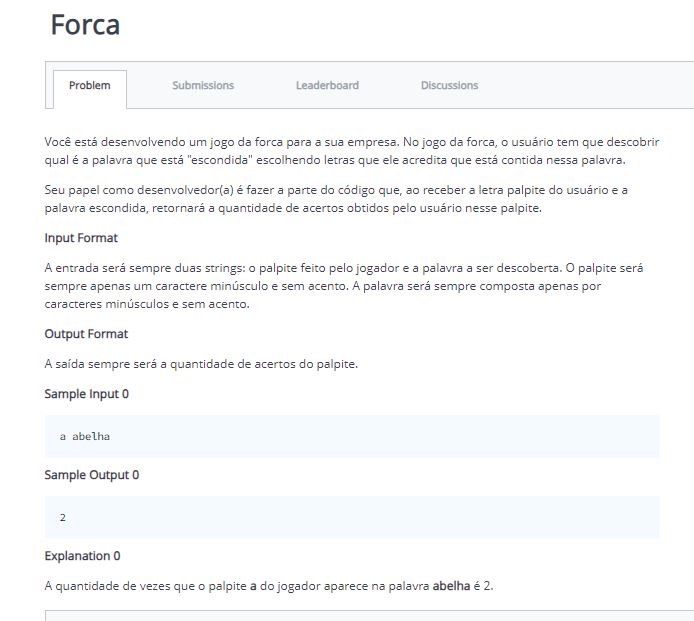 Forca
Problem
Submissions
Leaderboard
Discussions
Você está desenvolvendo um jogo da forca para a sua empresa. No jogo da forca, o usuário tem que descobrir
qual é a palavra que está "escondida" escolhendo letras que ele acredita que está contida nessa palavra.
Seu papel como desenvolvedor(a) é fazer a parte do código que, ao receber a letra palpite do usuário e a
palavra escondida, retornará a quantidade de acertos obtidos pelo usuário nesse palpite.
Input Format
A entrada será sempre duas strings: o palpite feito pelo jogador e a palavra a ser descoberta. O palpite será
sempre apenas um caractere minúsculo e sem acento. A palavra será sempre composta apenas por
caracteres minúsculos e sem acento.
Output Format
A saída sempre será a quantidade de acertos do palpite.
Sample Input 0
a abelha
Sample Output 0
2
Explanation 0
A quantidade de vezes que o palpite a do jogador aparece na palavra abelha é 2.